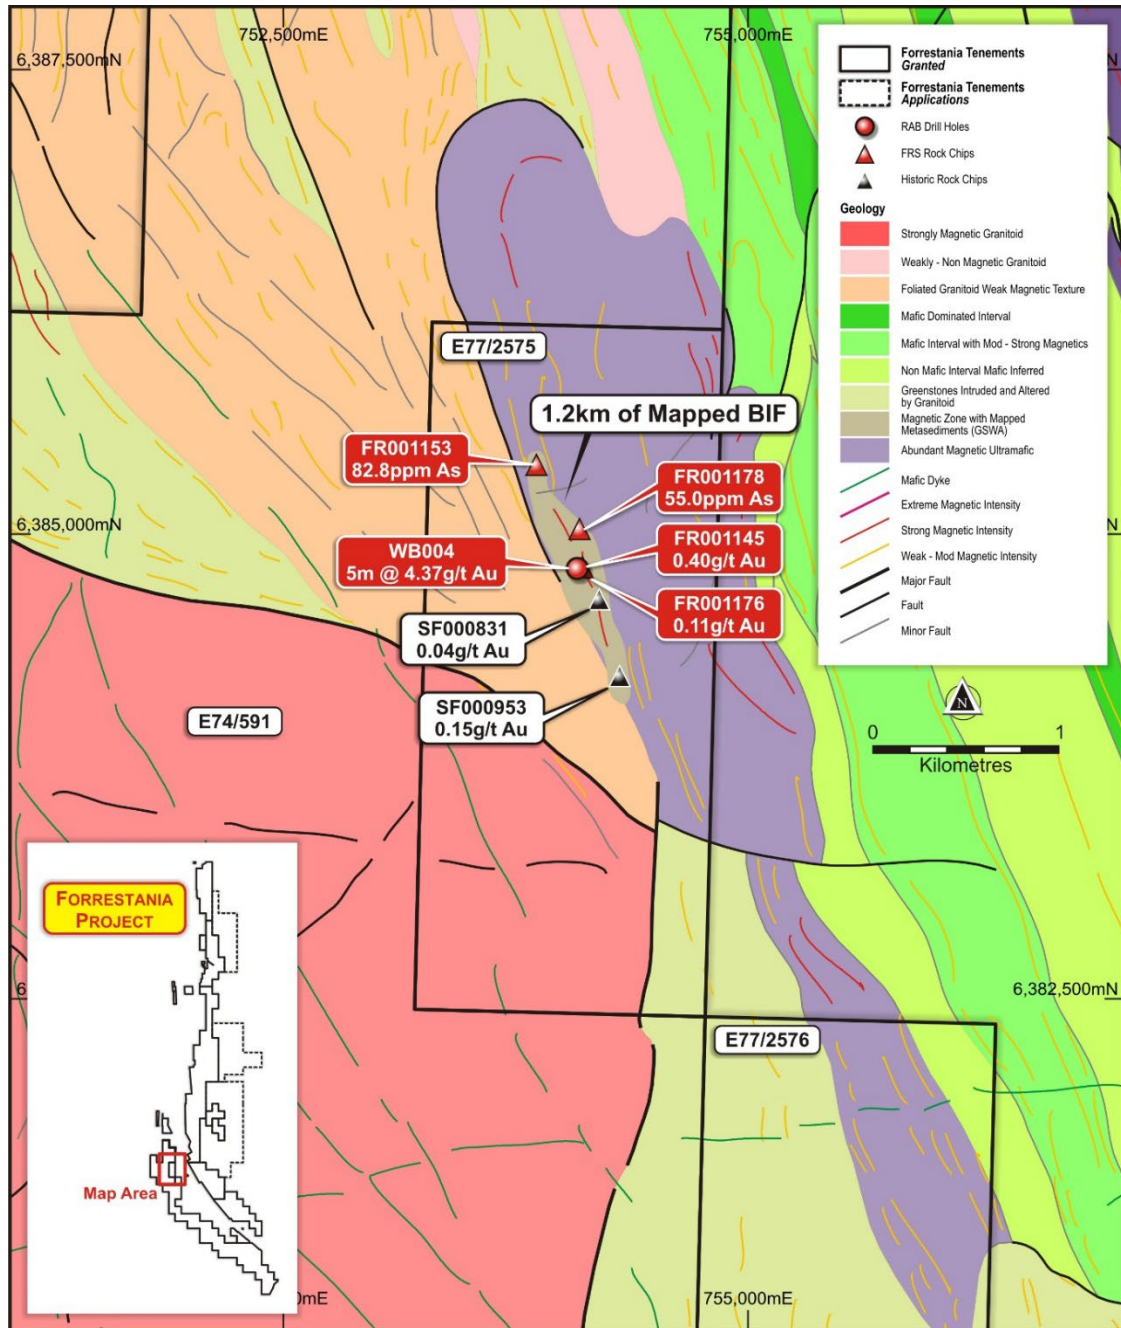 752,500mE
755,000mE
6,387,500mN
N
Forrestania Tenements
Granted
Forrestania Tenements
Applications
RAB Drill Holes
FRS Rock Chips
Historic Rock Chips
Geology
Strongly Magnetic Granitoid
Weakly - Non Magnetic Granitoid
Foliated Granitoid Weak Magnetic Texture
Mafic Dominated Interval
Mafic Interval with Mod - Strong Magnetics
Non Mafic Interval Mafic Inferred
Greenstones Intruded and Altered
by Granitoid
Magnetic Zone with Mapped
Metasediments (GSWA)
Abundant Magnetic Ultramafic
Mafic Dyke
Extreme Magnetic Intensity
Strong Magnetic Intensity
Weak - Mod Magnetic Intensity
Major Fault
Fault
Minor Fault
E77/2575
1.2km of Mapped BIF
FR001153
82.8ppm As
FR001178
55.0ppm As
6,385,000mN
N
WB004
5m @ 4.37g/t Au
FR001145
0.40g/t Au
FR001176
0.11g/t Au
SF000831
0.04g/t Au
SF000953
0.15g/t Au
E74/591
N
0 1
Kilometres
FORRESTANIA
PROJECT
Map Area
6
6,382,500mN
E77/2576
mE
755,000mE